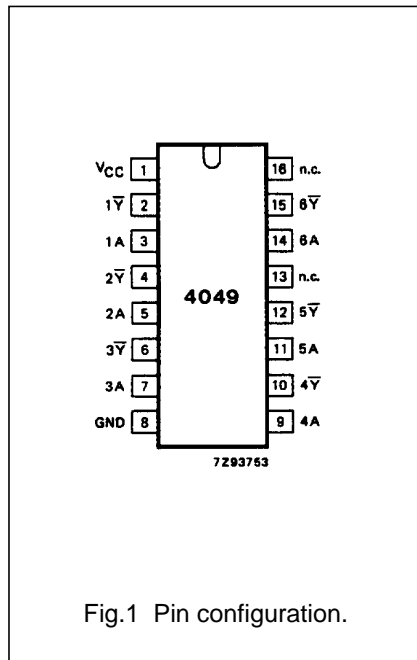 VCC 1 16 n.c.
1Y̅ 2 15 6Y̅
1A 3 14 6A
2Y̅ 4 13 n.c.
4049
2A 5 12 5Y̅
3Y̅ 6 11 5A
3A 7 10 4Y̅
GND 8 9 4A
7Z93753
Fig.1 Pin configuration.